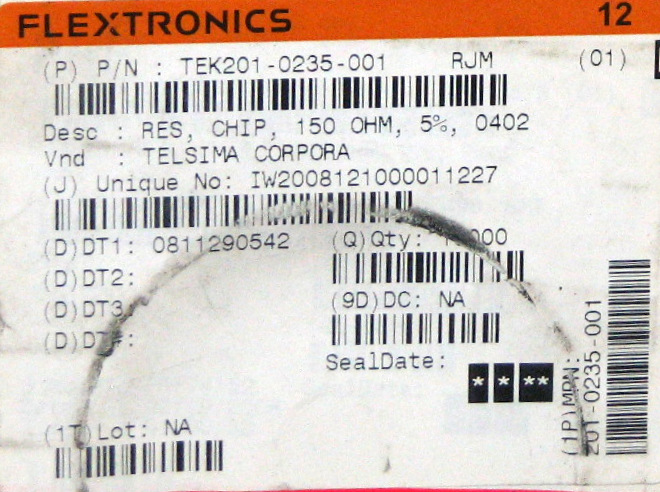 FLEXTRONICS 12
(P) P/N : TEK201-0235-001 RJM (01)
Desc : RES, CHIP, 150 OHM, 5%, 0402
Vnd : TELSIMA CORPORA
(J) Unique No: IW2008121000011227
(D)DT1: 0811290542 (Q)Qty:
(D)DT2:
(D)DT3:
(9D)DC: NA
SealDate:
* * **
(1T)Lot: NA
(1P)MPN:
201-0235-001